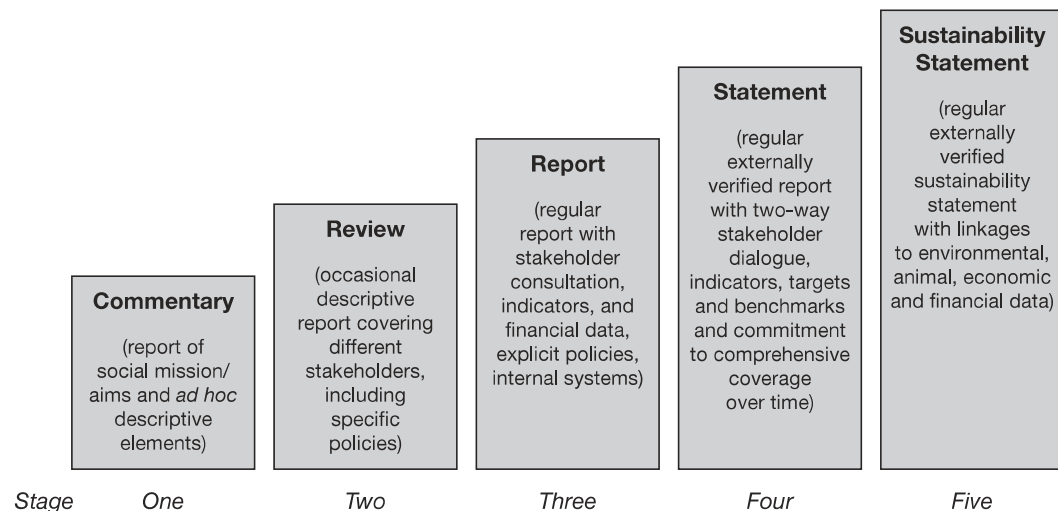 Commentary
(report of
social mission/
aims and ad hoc
descriptive
elements)
Review
(occasional
descriptive
report covering
different
stakeholders,
including
specific
policies)
Report
(regular
report with
stakeholder
consultation,
indicators, and
financial data,
explicit policies,
internal systems)
Statement
(regular
externally
verified report
with two-way
stakeholder
dialogue,
indicators, targets
and benchmarks
and commitment
to comprehensive
coverage
over time)
Sustainability
Statement
(regular
externally
verified
sustainability
statement
with linkages
to environmental,
animal, economic
and financial data)
Stage One Two Three Four Five